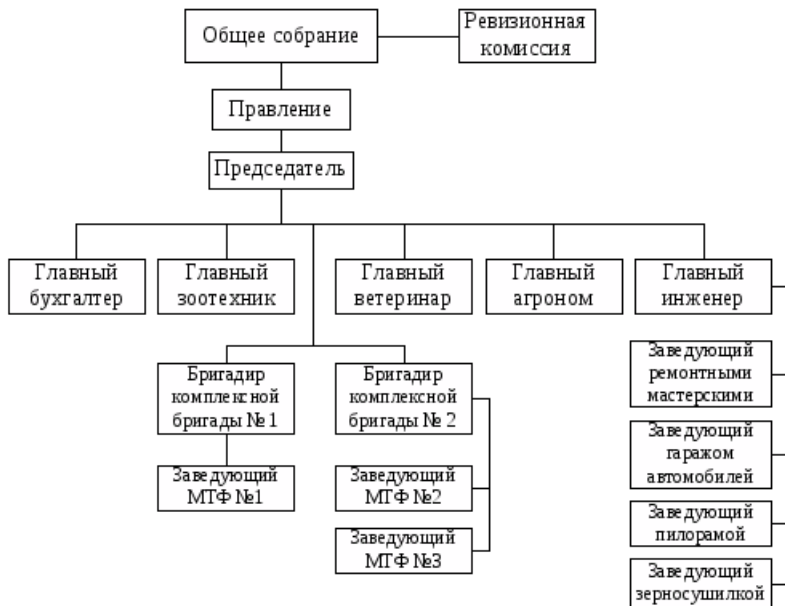 Общее собрание
Ревизионная
комиссия
Правление
Председатель
Главный
бухгалтер
Главный
зоотехник
Главный
ветеринар
Главный
агроном
Главный
инженер
Бригадир
комплексной
бригады № 1
Бригадир
комплексной
бригады № 2
Заведующий
ремонтными
мастерскими
Заведующий
гаражом
автомобилей
Заведующий
МТФ №1
Заведующий
МТФ №2
Заведующий
пилорамой
Заведующий
МТФ №3
Заведующий
зерносушилкой